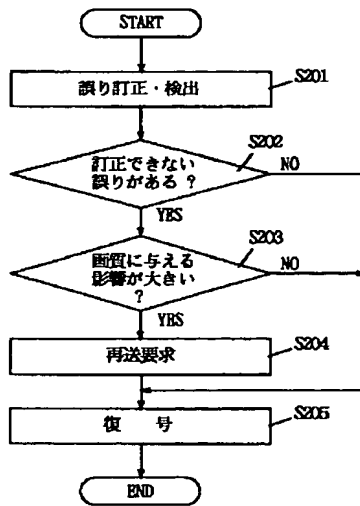 START
S201
誤り訂正・検出
S202
訂正できない
誤りがある ?
NO
YES
S203
画質に与える
影響が大きい
?
NO
YES
S204
再送要求
S205
復 号
END